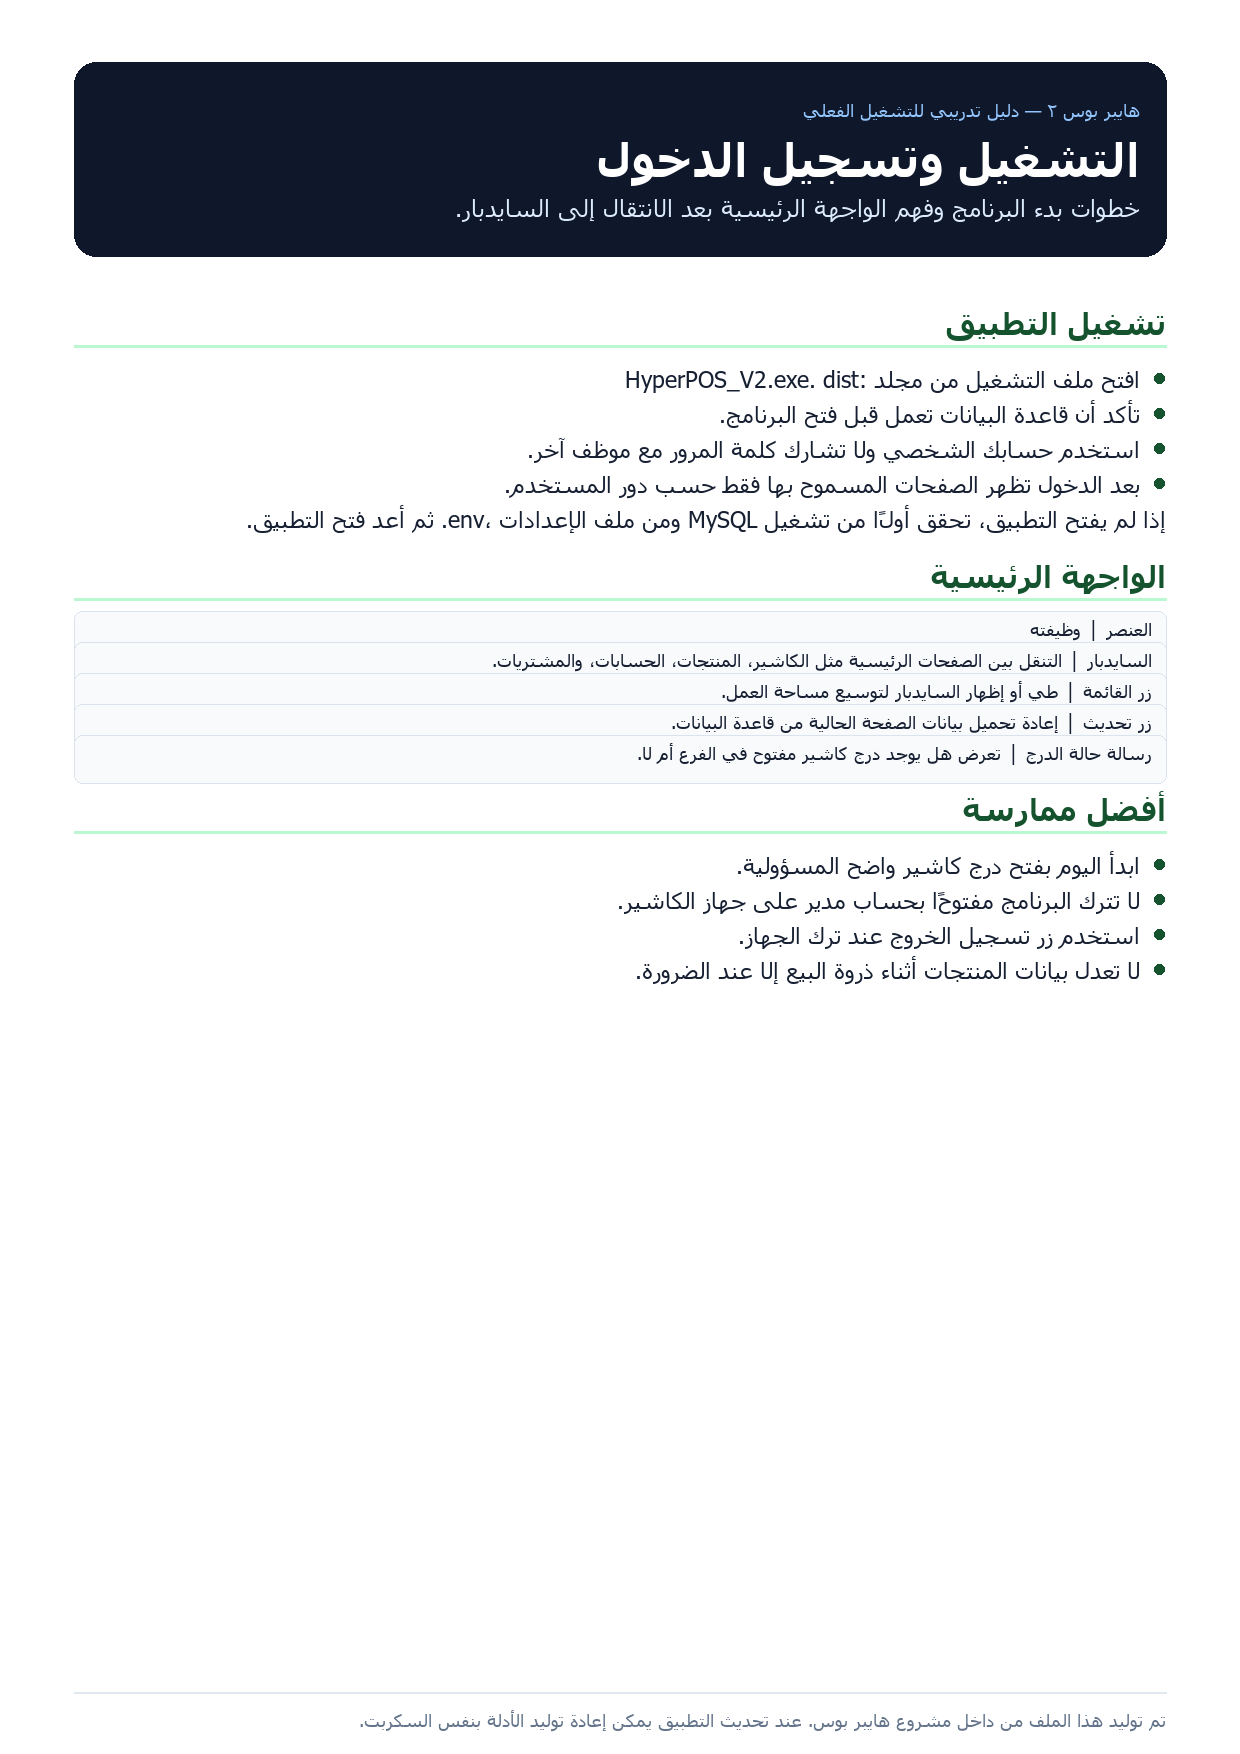 هايبر بوس ٢ — دليل تدريبي للتشغيل الفعلي
التشغيل وتسجيل الدخول
خطوات بدء البرنامج وفهم الواجهة الرئيسية بعد الانتقال إلى السايدبار.
تشغيل التطبيق
افتح ملف التشغيل من مجلد HyperPOS_V2.exe. dist:
تأكد أن قاعدة البيانات تعمل قبل فتح البرنامج.
استخدم حسابك الشخصي ولا تشارك كلمة المرور مع موظف آخر.
بعد الدخول تظهر الصفحات المسموح بها فقط حسب دور المستخدم.
إذا لم يفتح التطبيق، تحقق أولًا من تشغيل MySQL ومن ملف الإعدادات .env، ثم أعد فتح التطبيق.
الواجهة الرئيسية
العنصر | وظيفته
السايدبار | التنقل بين الصفحات الرئيسية مثل الكاشير، المنتجات، الحسابات، والمشتريات.
زر القائمة | طي أو إظهار السايدبار لتوسيع مساحة العمل.
زر تحديث | إعادة تحميل بيانات الصفحة الحالية من قاعدة البيانات.
رسالة حالة الدرج | تعرض هل يوجد درج كاشير مفتوح في الفرع أم لا.
أفضل ممارسة
ابدأ اليوم بفتح درج كاشير واضح المسؤولية.
لا تترك البرنامج مفتوحًا بحساب مدير على جهاز الكاشير.
استخدم زر تسجيل الخروج عند ترك الجهاز.
لا تعدل بيانات المنتجات أثناء ذروة البيع إلا عند الضرورة.
تم توليد هذا الملف من داخل مشروع هايبر بوس. عند تحديث التطبيق يمكن إعادة توليد الأدلة بنفس السكربت.